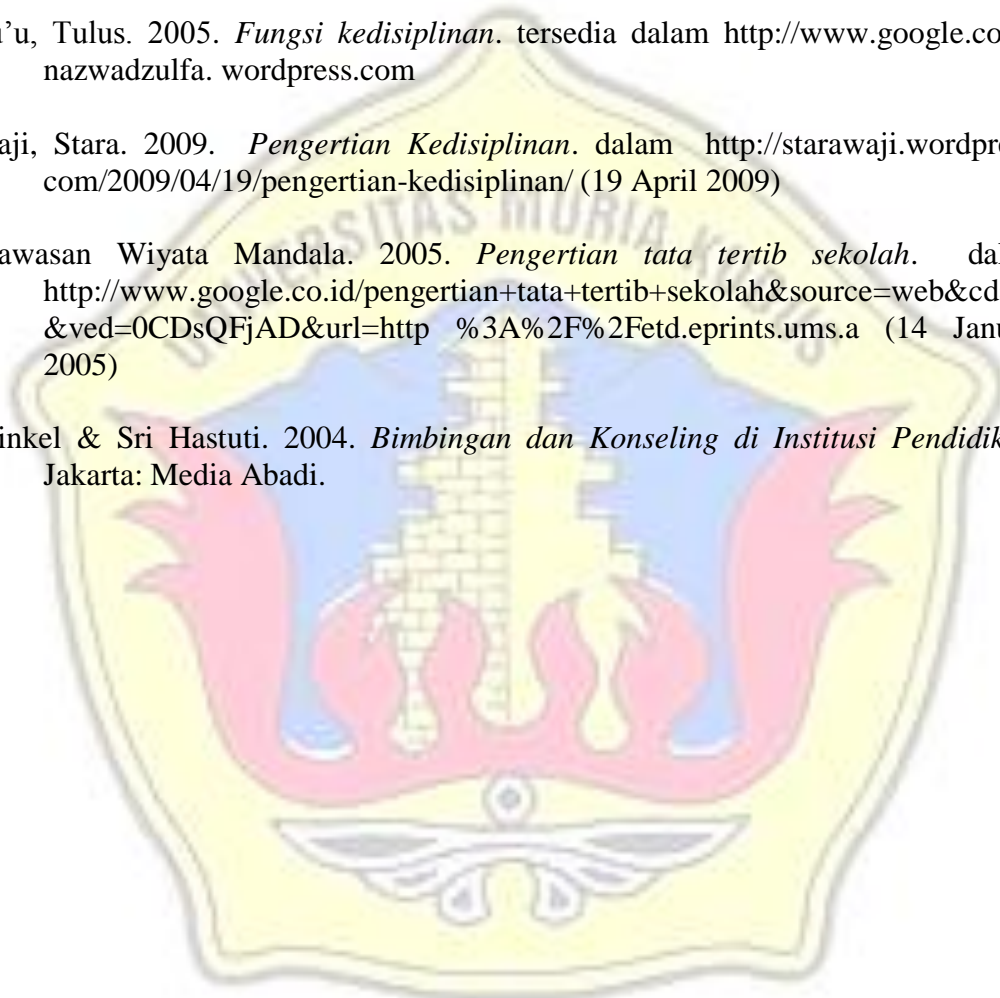 u’u, Tulus. 2005. Fungsi kedisiplinan. tersedia dalam http://www.google.co
nazwadzulfa. wordpress.com
aji, Stara. 2009. Pengertian Kedisiplinan. dalam http://starawaji.wordpre
com/2009/04/19/pengertian-kedisiplinan/ (19 April 2009)
awasan Wiyata Mandala. 2005. Pengertian tata tertib sekolah. dal
http://www.google.co.id/pengertian+tata+tertib+sekolah&source=web&cd
&ved=0CDsQFjAD&url=http %3A%2F%2Fetd.eprints.ums.a (14 Janu
2005)
inkel & Sri Hastuti. 2004. Bimbingan dan Konseling di Institusi Pendidik
Jakarta: Media Abadi.
UNIVERSITAS MURIA KUDUS